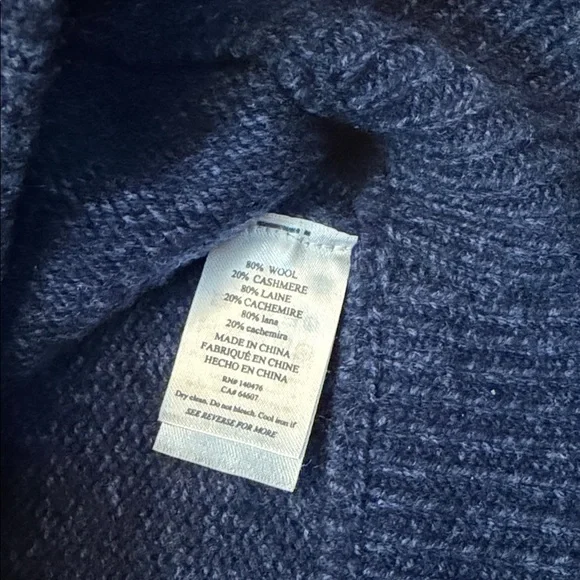 80% WOOL
20% CASHMERE
80% LAINE
20% CACHEMIRE
80% lana
20% cachemira
MADE IN CHINA
FABRIQUÉ EN CHINE
HECHO EN CHINA
RN# 140476
CA# 64607
Dry clean. Do not bleach. Cool iron if
SEE REVERSE FOR MORE